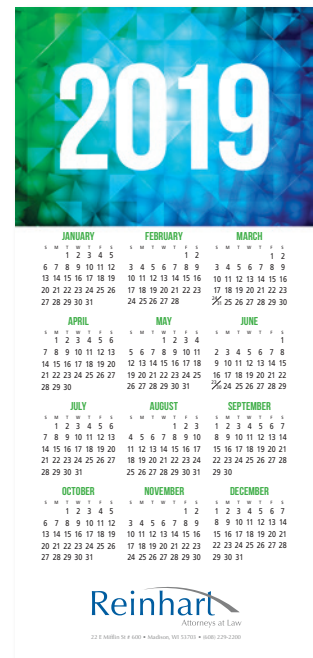 2019
JANUARY FEBRUARY MARCH
S M T W T F S S M T W T F S S M T W T F S
1 2 3 4 5 1 2 1 2
6 7 8 9 10 11 12 3 4 5 6 7 8 9 3 4 5 6 7 8 9
13 14 15 16 17 18 19 10 11 12 13 14 15 16 10 11 12 13 14 15 16
20 21 22 23 24 25 26 17 18 19 20 21 22 23 17 18 19 20 21 22 23
27 28 29 30 31 24 25 26 27 28 24/31 25 26 27 28 29 30
APRIL MAY JUNE
S M T W T F S S M T W T F S S M T W T F S
1 2 3 4 5 6 1 2 3 4 1
7 8 9 10 11 12 13 5 6 7 8 9 10 11 2 3 4 5 6 7 8
14 15 16 17 18 19 20 12 13 14 15 16 17 18 9 10 11 12 13 14 15
21 22 23 24 25 26 27 19 20 21 22 23 24 25 16 17 18 19 20 21 22
28 29 30 26 27 28 29 30 31 23/30 24 25 26 27 28 29
JULY AUGUST SEPTEMBER
S M T W T F S S M T W T F S S M T W T F S
1 2 3 4 5 6 1 2 3 1 2 3 4 5 6 7
7 8 9 10 11 12 13 4 5 6 7 8 9 10 8 9 10 11 12 13 14
14 15 16 17 18 19 20 11 12 13 14 15 16 17 15 16 17 18 19 20 21
21 22 23 24 25 26 27 18 19 20 21 22 23 24 22 23 24 25 26 27 28
28 29 30 31 25 26 27 28 29 30 31 29 30
OCTOBER NOVEMBER DECEMBER
S M T W T F S S M T W T F S S M T W T F S
1 2 3 4 5 1 2 1 2 3 4 5 6 7
6 7 8 9 10 11 12 3 4 5 6 7 8 9 8 9 10 11 12 13 14
13 14 15 16 17 18 19 10 11 12 13 14 15 16 15 16 17 18 19 20 21
20 21 22 23 24 25 26 17 18 19 20 21 22 23 22 23 24 25 26 27 28
27 28 29 30 31 24 25 26 27 28 29 30 29 30 31
Reinhart
Attorneys at Law
22 E Mifflin St # 600 • Madison, WI 53703 • (608) 229-2200